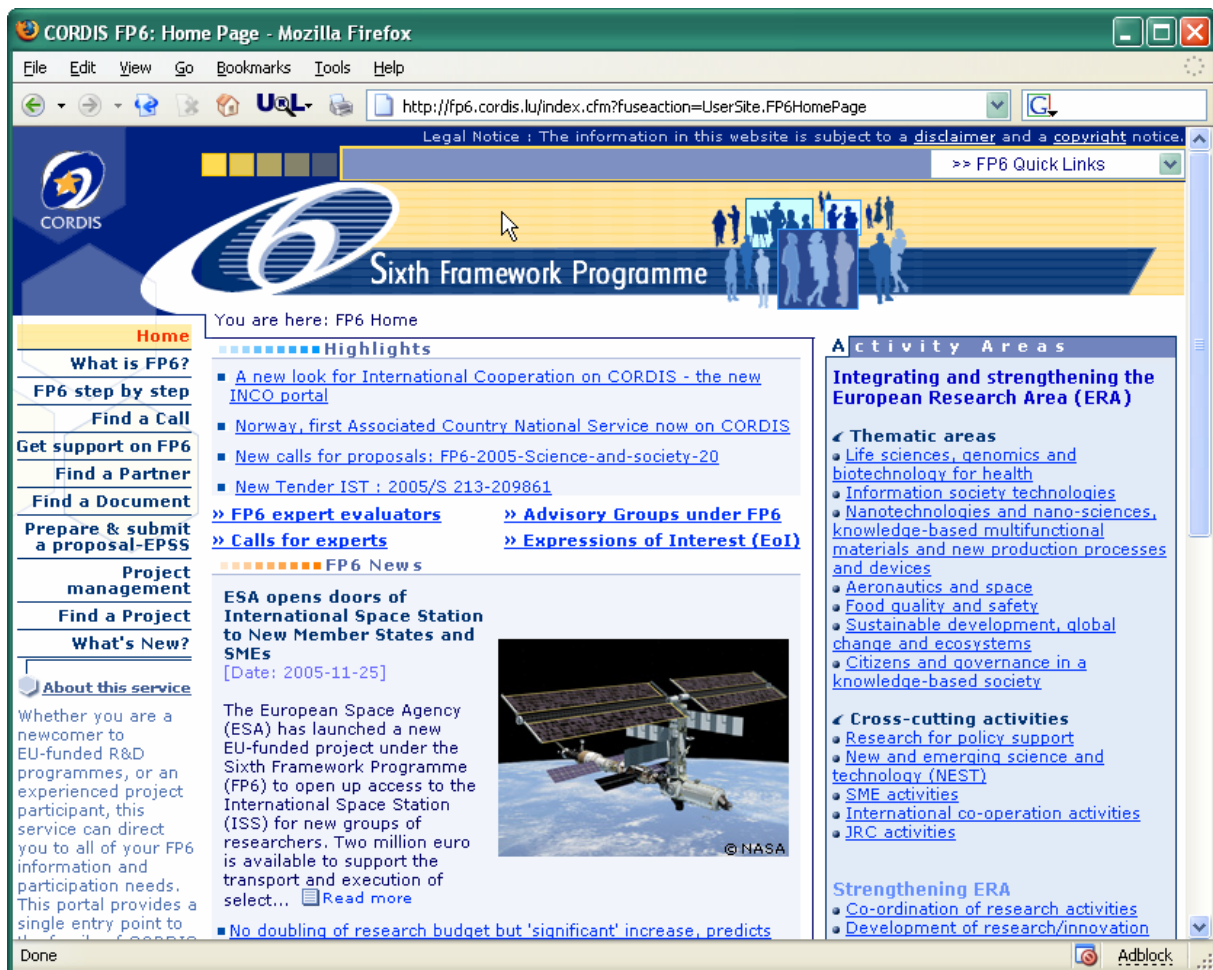 CORDIS FP6: Home Page - Mozilla Firefox
File Edit View Go Bookmarks Tools Help
URL
http://fp6.cordis.lu/index.cfm?fuseaction=UserSite.FP6HomePage
G
Legal Notice : The information in this website is subject to a disclaimer and a copyright notice.
>> FP6 Quick Links
CORDIS
6
Sixth Framework Programme
You are here: FP6 Home
Home
What is FP6?
FP6 step by step
Find a Call
Get support on FP6
Find a Partner
Find a Document
Prepare & submit
a proposal-EPSS
Project
management
Find a Project
What's New?
About this service
Whether you are a
newcomer to
EU-funded R&D
programmes, or an
experienced project
participant, this
service can direct
you to all of your FP6
information and
participation needs.
This portal provides a
single entry point to
the family of CORDIS
Highlights
A new look for International Cooperation on CORDIS - the new
INCO portal
Norway, first Associated Country National Service now on CORDIS
New calls for proposals: FP6-2005-Science-and-society-20
New Tender IST : 2005/S 213-209861
» FP6 expert evaluators » Advisory Groups under FP6
» Calls for experts » Expressions of Interest (EoI)
FP6 News
ESA opens doors of
International Space Station
to New Member States and
SMEs
[Date: 2005-11-25]
The European Space Agency
(ESA) has launched a new
EU-funded project under the
Sixth Framework Programme
(FP6) to open up access to the
International Space Station
(ISS) for new groups of
researchers. Two million euro
is available to support the
transport and execution of
select... Read more
© NASA
No doubling of research budget but 'significant' increase, predicts
Activity Areas
Integrating and strengthening the
European Research Area (ERA)
Thematic areas
Life sciences, genomics and
biotechnology for health
Information society technologies
Nanotechnologies and nano-sciences,
knowledge-based multifunctional
materials and new production processes
and devices
Aeronautics and space
Food quality and safety
Sustainable development, global
change and ecosystems
Citizens and governance in a
knowledge-based society
Cross-cutting activities
Research for policy support
New and emerging science and
technology (NEST)
SME activities
International co-operation activities
JRC activities
Strengthening ERA
Co-ordination of research activities
Development of research/innovation
Done
Adblock